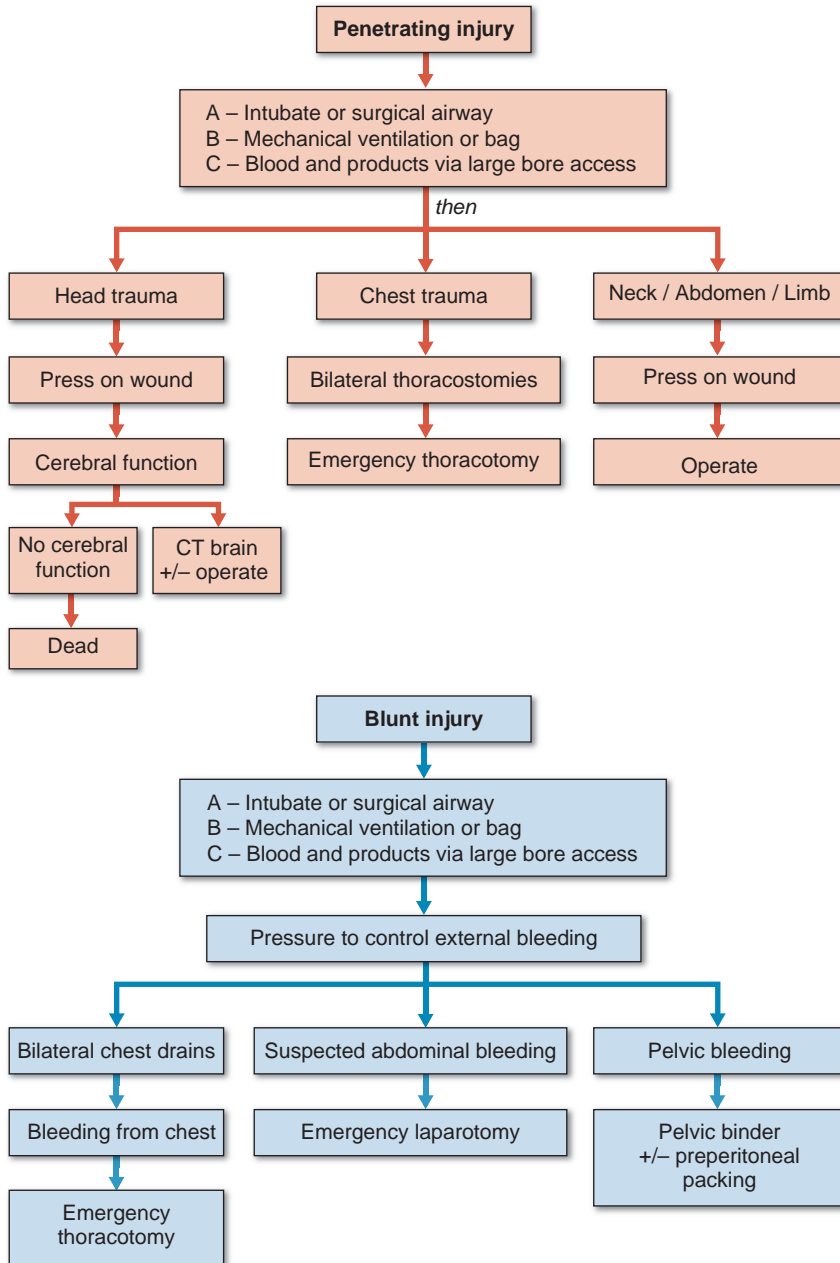 Penetrating injury
A – Intubate or surgical airway
B – Mechanical ventilation or bag
C – Blood and products via large bore access
then
Head trauma
Chest trauma
Neck / Abdomen / Limb
Press on wound
Bilateral thoracostomies
Press on wound
Cerebral function
Emergency thoracotomy
Operate
No cerebral
function
CT brain
+/– operate
Dead
Blunt injury
A – Intubate or surgical airway
B – Mechanical ventilation or bag
C – Blood and products via large bore access
Pressure to control external bleeding
Bilateral chest drains
Suspected abdominal bleeding
Pelvic bleeding
Bleeding from chest
Emergency laparotomy
Pelvic binder
+/– preperitoneal
packing
Emergency
thoracotomy